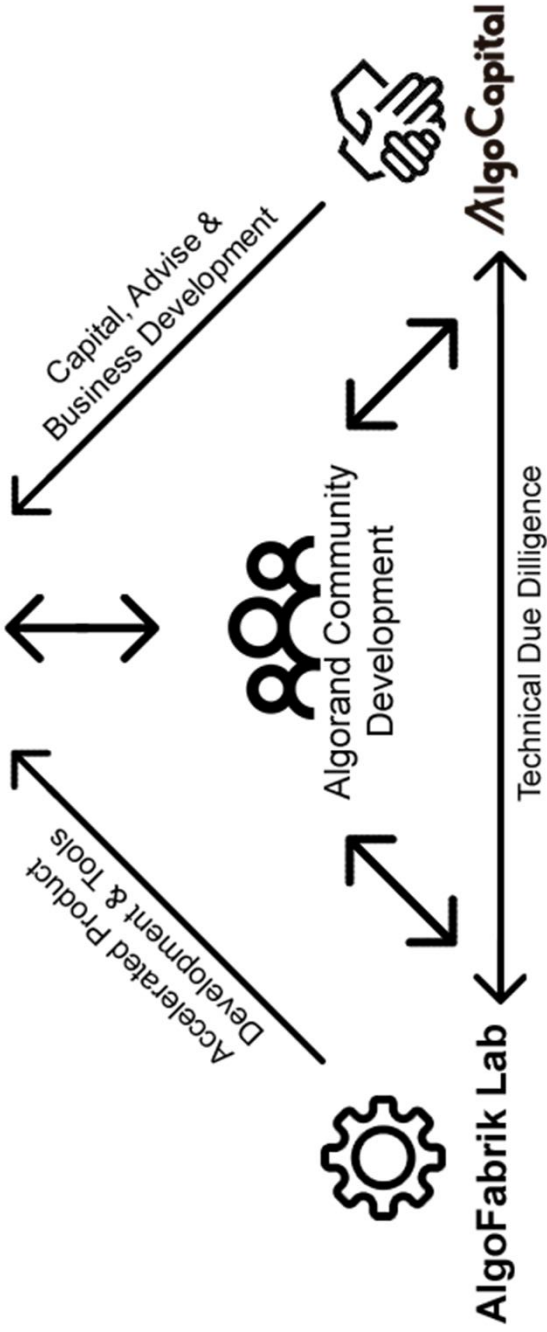 Accelerated Product
Development & Tools
Capital, Advise &
Business Development
Algorand Community
Development
AlgoFabrik Lab
Technical Due Dilligence
AlgoCapital